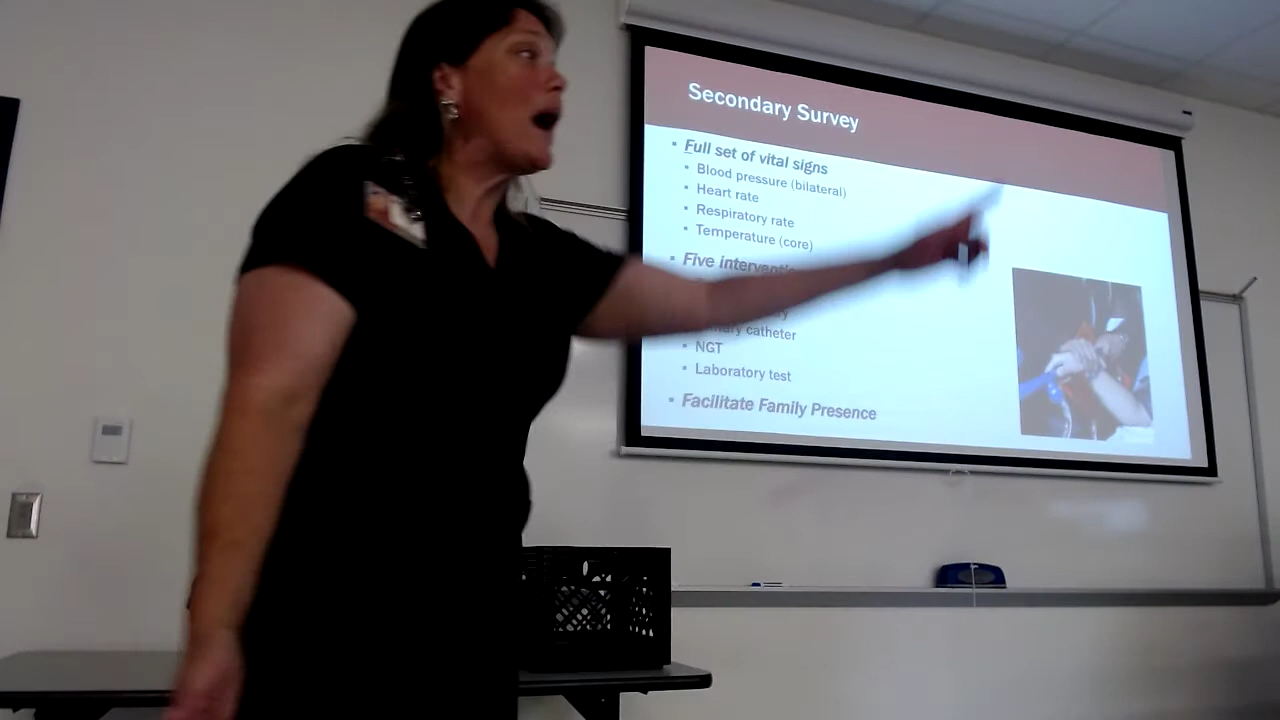 Secondary Survey
▪ Full set of vital signs
▪ Blood pressure (bilateral)
▪ Heart rate
▪ Respiratory rate
▪ Temperature (core)
▪ Five
catheter
▪ NGT
▪ Laboratory test
▪ Facilitate Family Presence